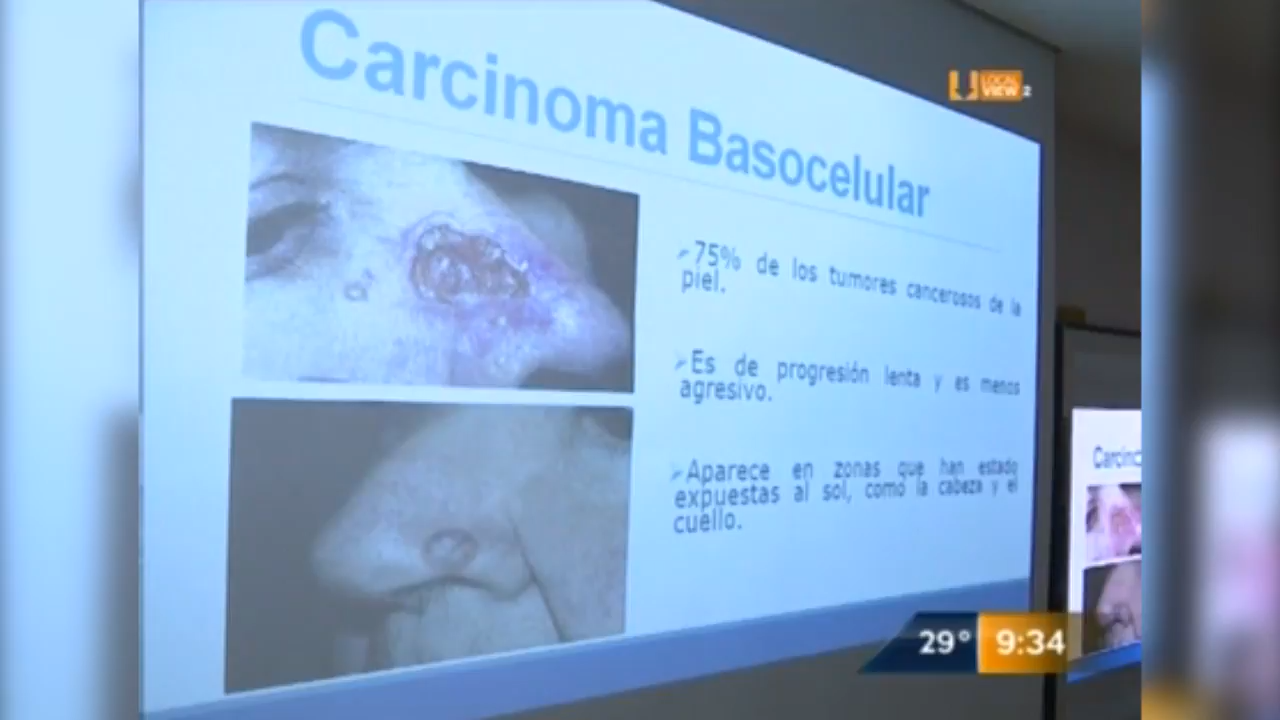 Carcinoma Basocelular
LOCAL
VIEW 2
➢75% de los tumores cancerosos de la
piel.
➢Es de progresión lenta y es menos
agresivo.
➢Aparece en zonas que han estado
expuestas al sol, como la cabeza y el
cuello.
Carcinc
29° 9:34